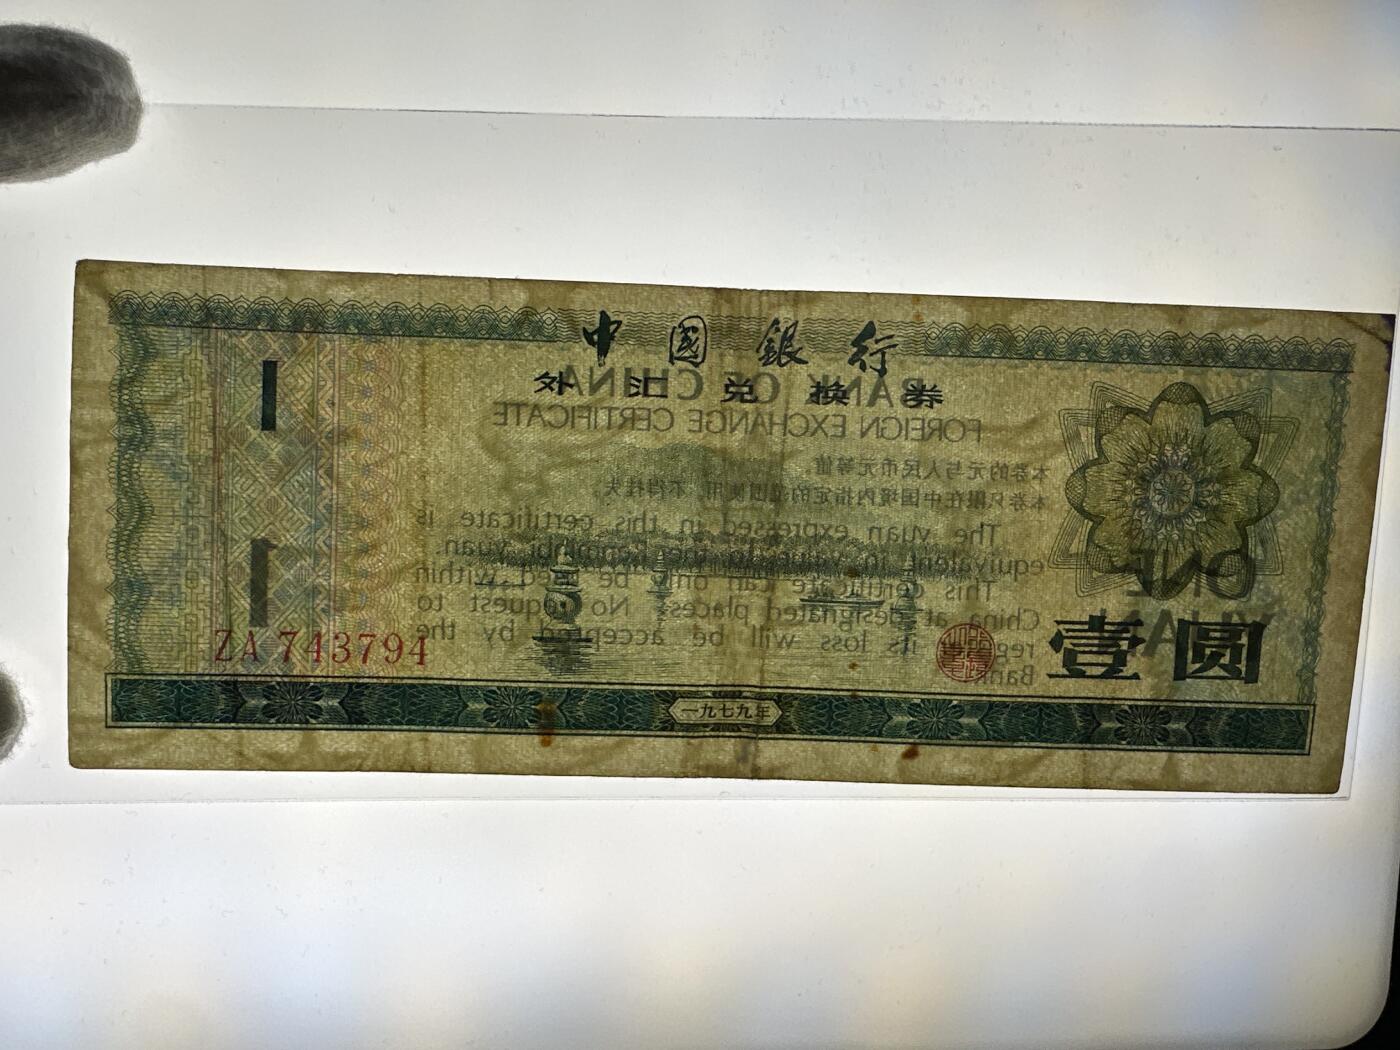 中國銀行
外汇兑换券
BANK OF CHINA
FOREIGN EXCHANGE CERTIFICATE
本券的元与人民币元等值。
本券只限在中国境内指定的范围使用,不得挂失。
The yuan expressed in this certificate is
equivalent in value to the Renminbi yuan.
This certificate can only be used within
China at designated places. No request to
register its loss will be accepted by the
Bank.
1
1
ONE
YUAN
壹圆
ZA 743794
一九七九年